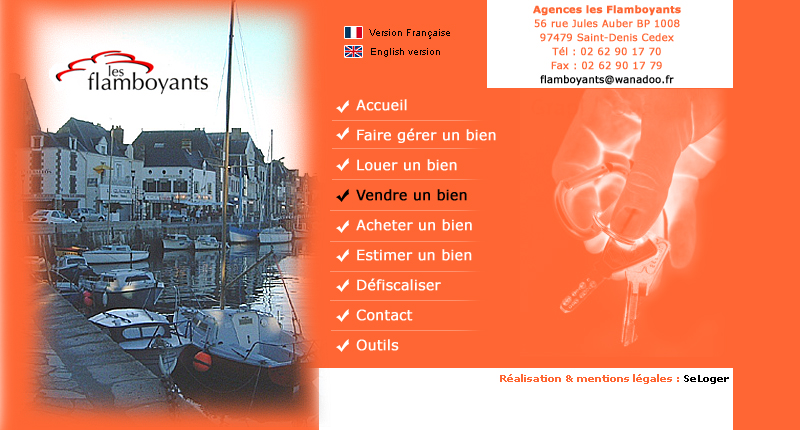 les
flamboyants
Version Française
English version
Agences les Flamboyants
56 rue Jules Auber BP 1008
97479 Saint-Denis Cedex
Tél : 02 62 90 17 70
Fax : 02 62 90 17 79
flamboyants@wanadoo.fr
Accueil
Faire gérer un bien
Louer un bien
Vendre un bien
Acheter un bien
Estimer un bien
Défiscaliser
Contact
Outils
Réalisation & mentions légales : SeLoger